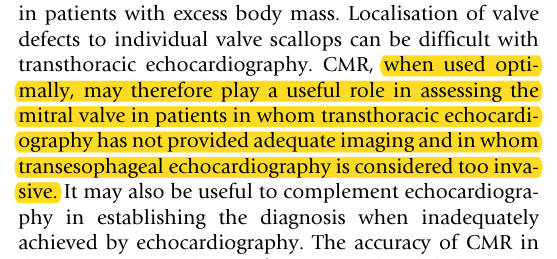 in patients with excess body mass. Localisation of valve
defects to individual valve scallops can be difficult with
transthoracic echocardiography. CMR, when used opti-
mally, may therefore play a useful role in assessing the
mitral valve in patients in whom transthoracic echocardi-
ography has not provided adequate imaging and in whom
transesophageal echocardiography is considered too inva-
sive. It may also be useful to complement echocardiogra-
phy in establishing the diagnosis when inadequately
achieved by echocardiography. The accuracy of CMR in